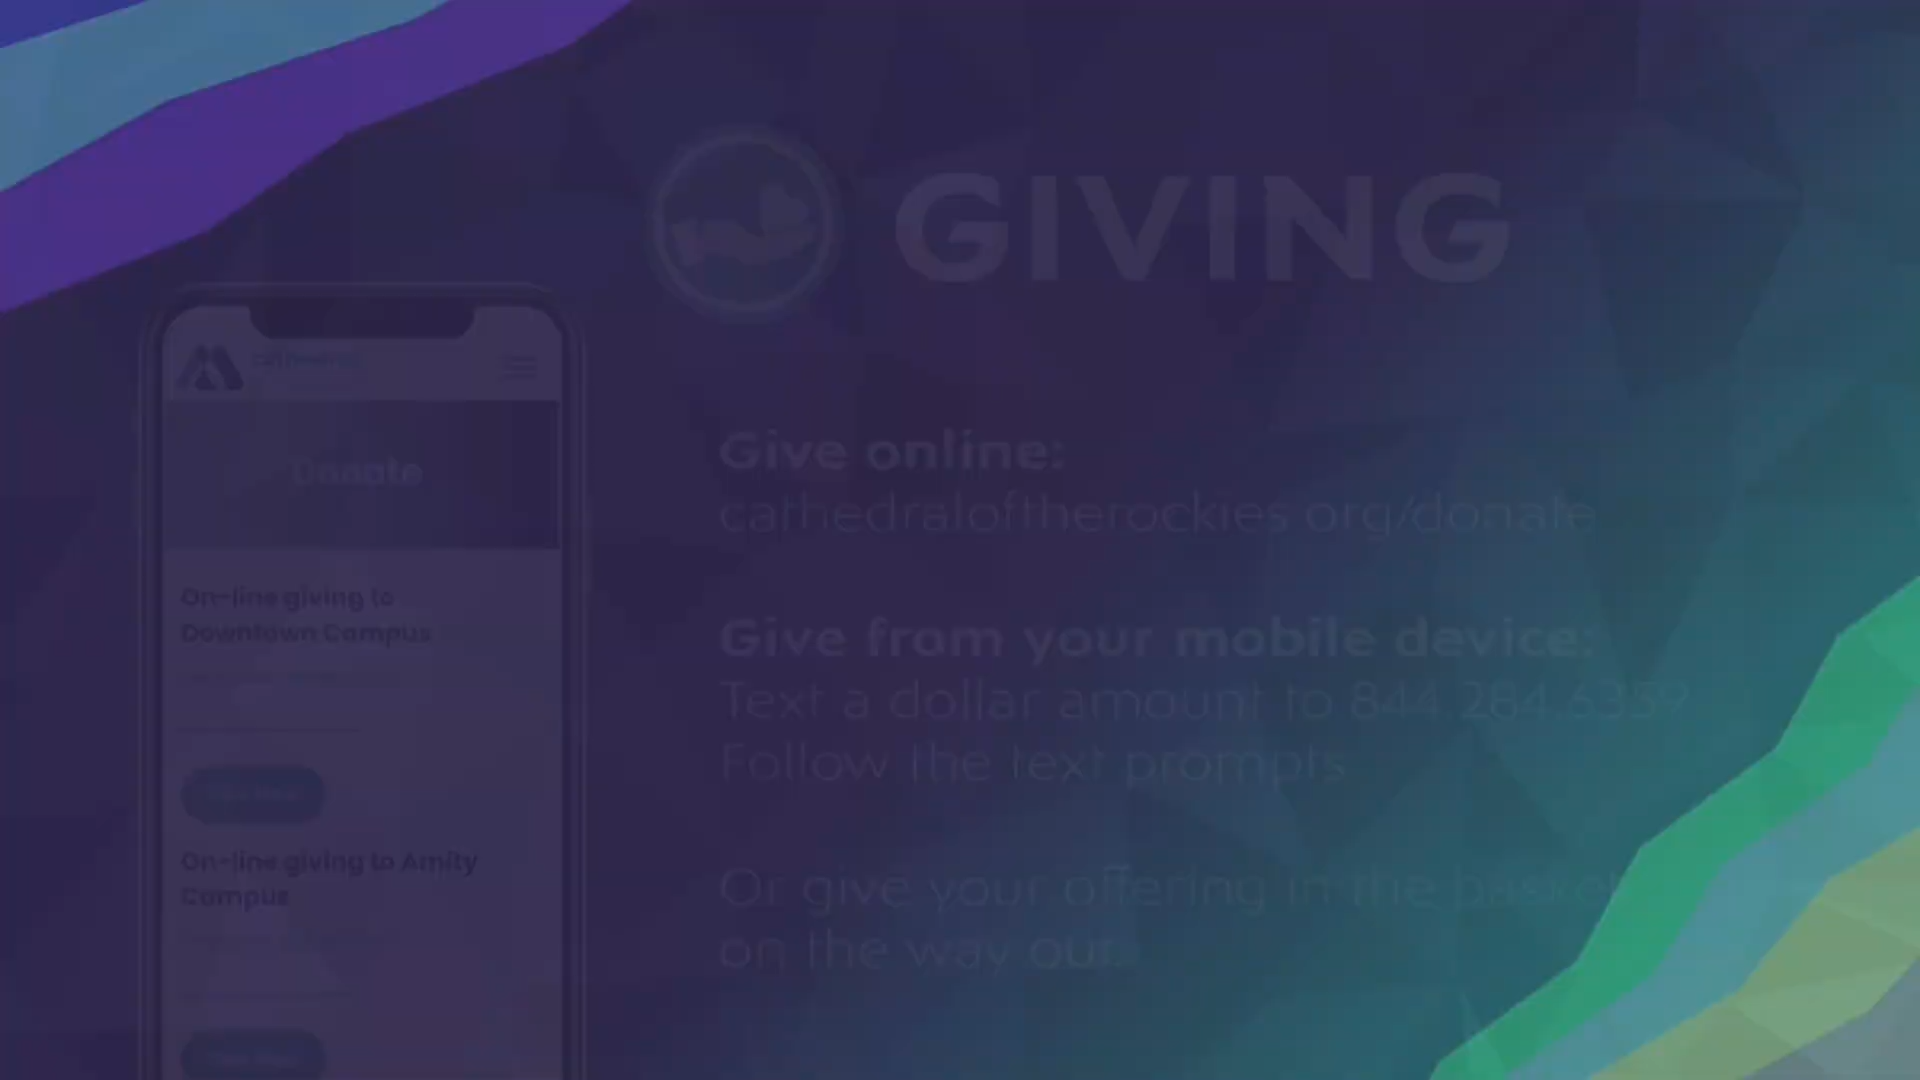 GIVING
Give online:
cathedraloftherockies.org/donate
Give from your mobile device:
Text a dollar amount to 844.284.6359
Follow the text prompts
Or give your offering in the basket
on the way out
Donate
On-line giving to
Downtown Campus
On-line giving to Amity
Campus